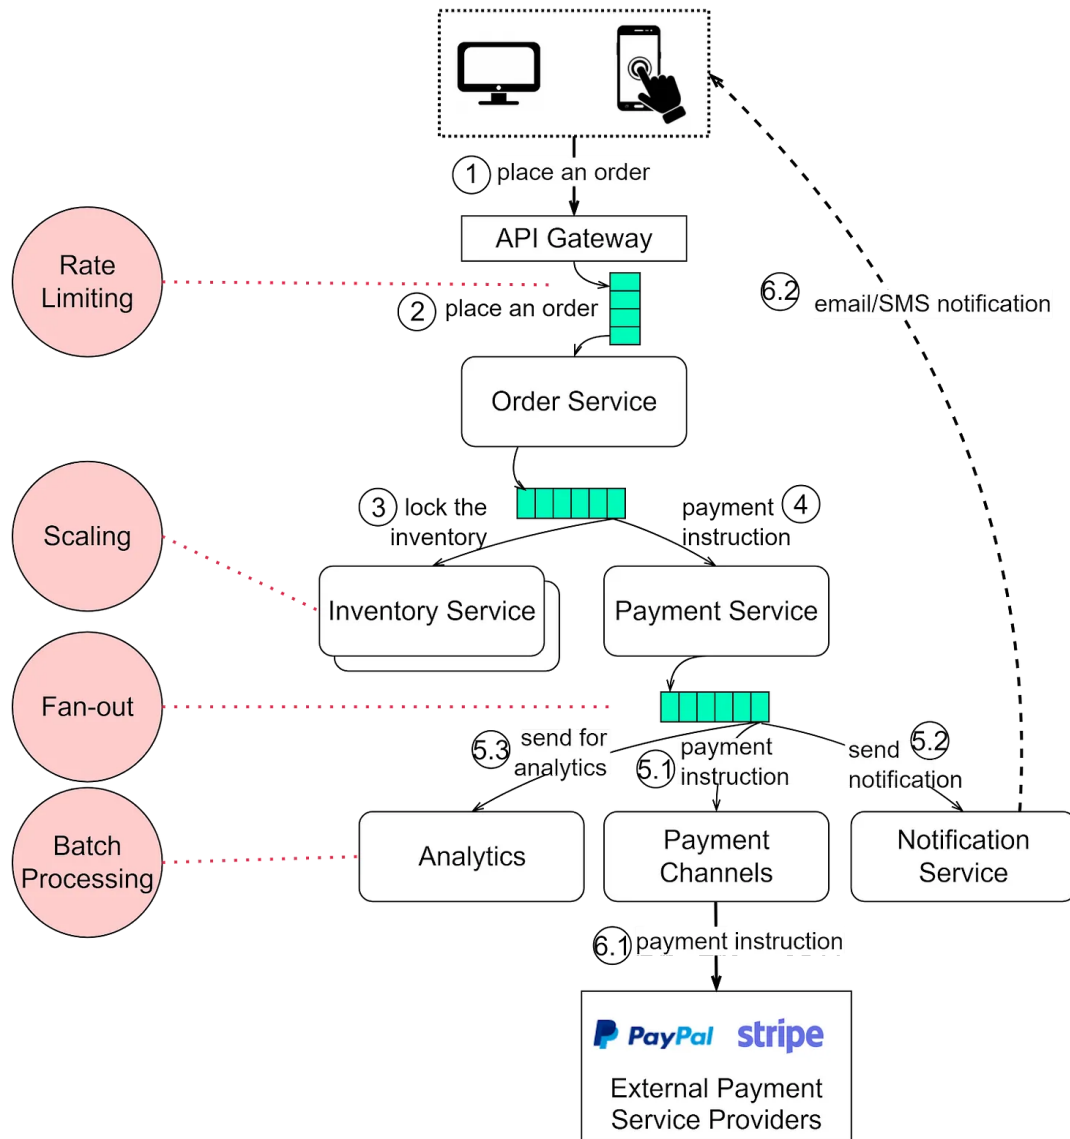 1 place an order
API Gateway
Rate
Limiting
2 place an order
6.2 email/SMS notification
Order Service
Scaling
3 lock the
inventory
payment 4
instruction
Inventory Service
Payment Service
Fan-out
5.3 send for
analytics
5.1 payment
instruction
send 5.2
notification
Batch
Processing
Analytics
Payment
Channels
Notification
Service
6.1 payment instruction
PayPal stripe
External Payment
Service Providers